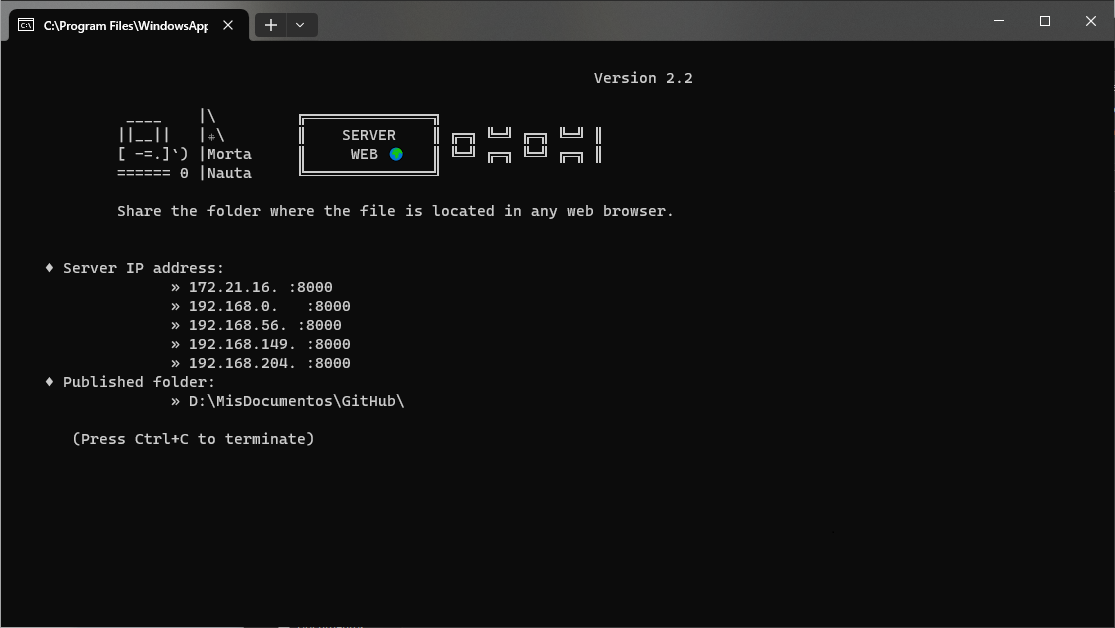 C:\Program Files\WindowsApp
Version 2.2
SERVER
WEB
Morta
====== 0 |Nauta
Share the folder where the file is located in any web browser.
♦ Server IP address:
» 172.21.16. :8000
» 192.168.0. :8000
» 192.168.56. :8000
» 192.168.149. :8000
» 192.168.204. :8000
♦ Published folder:
» D:\MisDocumentos\GitHub\
(Press Ctrl+C to terminate)